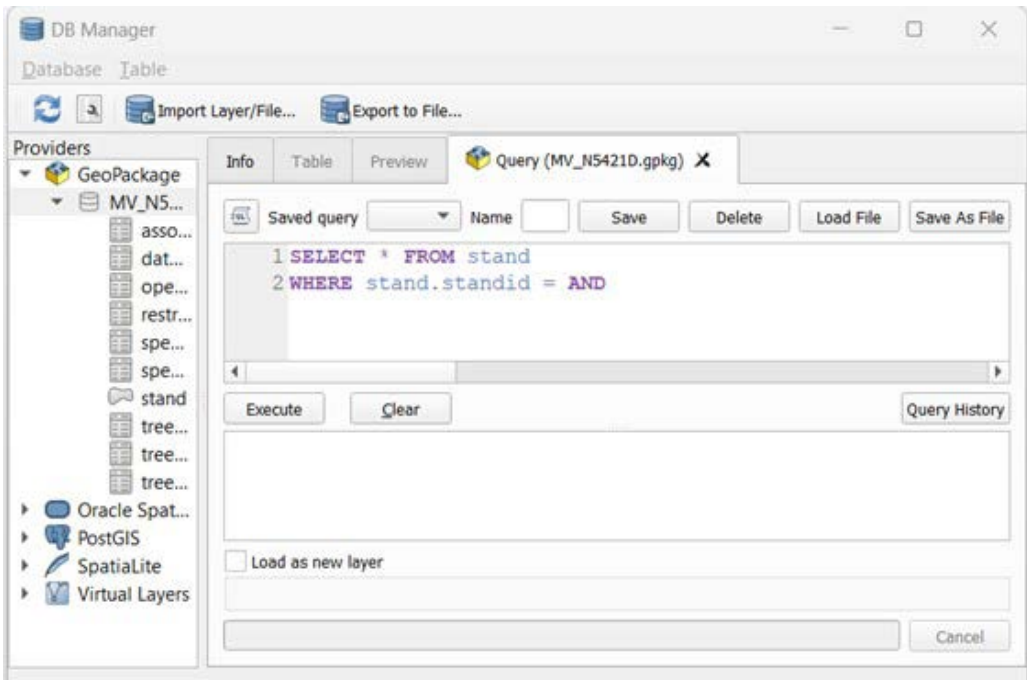 DB Manager
Database Table
Import Layer/File... Export to File...
Providers
GeoPackage
MV_N5...
asso...
dat...
ope...
restr...
spe...
spe...
stand
tree...
tree...
tree...
Oracle Spat...
PostGIS
SpatiaLite
Virtual Layers
Info Table Preview Query (MV_N5421D.gpkg) X
Saved query Name Save Delete Load File Save As File
1 SELECT * FROM stand
2 WHERE stand.standid = AND
Execute Clear Query History
Load as new layer
Cancel